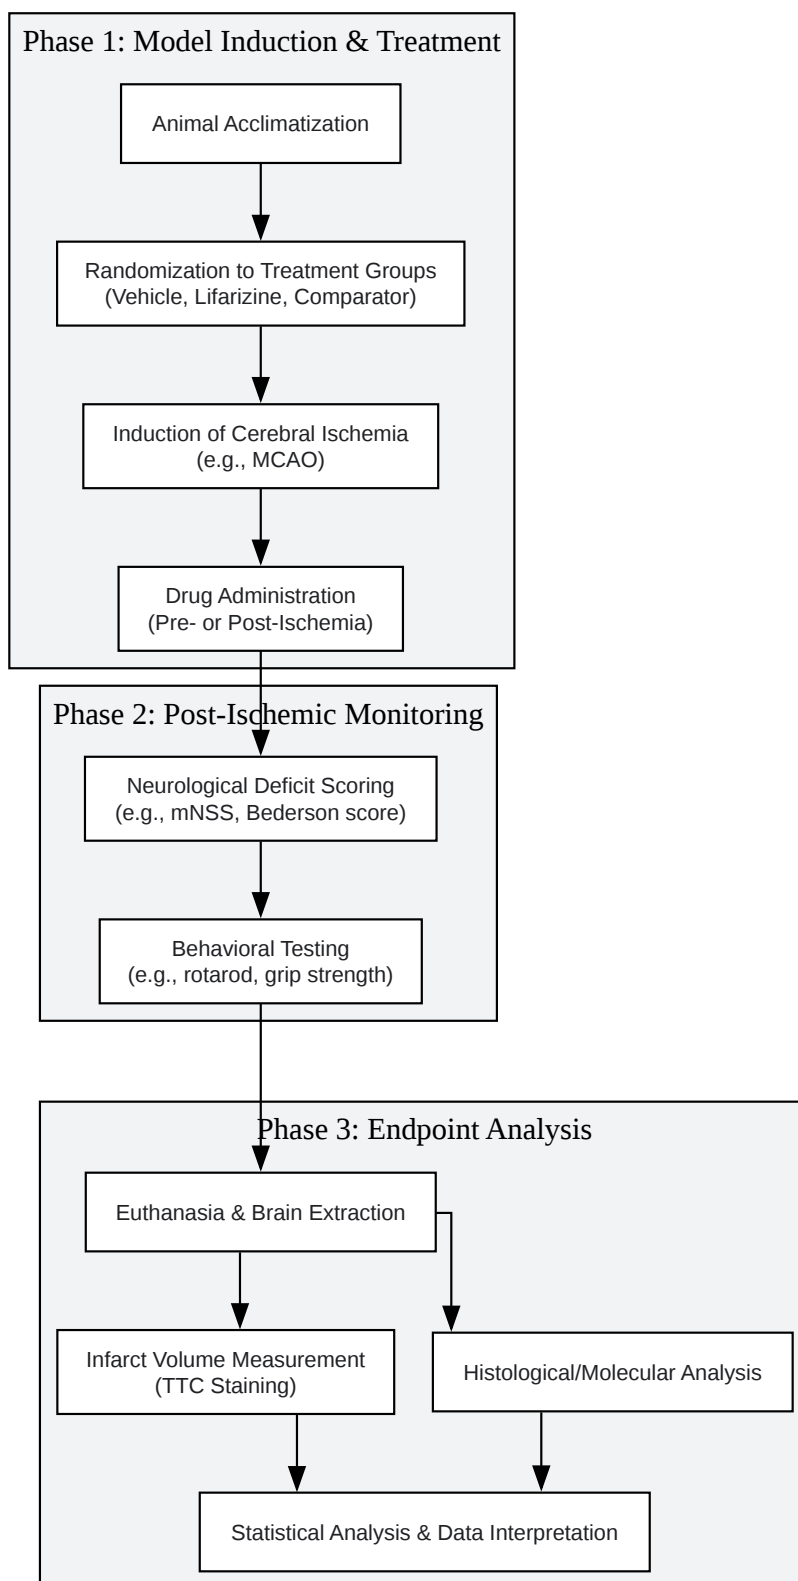 Phase 1: Model Induction & Treatment
Animal Acclimatization
Randomization to Treatment Groups
(Vehicle, Lifarizine, Comparator)
Induction of Cerebral Ischemia
(e.g., MCAO)
Drug Administration
(Pre- or Post-Ischemia)
Phase 2: Post-Ischemic Monitoring
Neurological Deficit Scoring
(e.g., mNSS, Bederson score)
Behavioral Testing
(e.g., rotarod, grip strength)
Phase 3: Endpoint Analysis
Euthanasia & Brain Extraction
Infarct Volume Measurement
(TTC Staining)
Histological/Molecular Analysis
Statistical Analysis & Data Interpretation